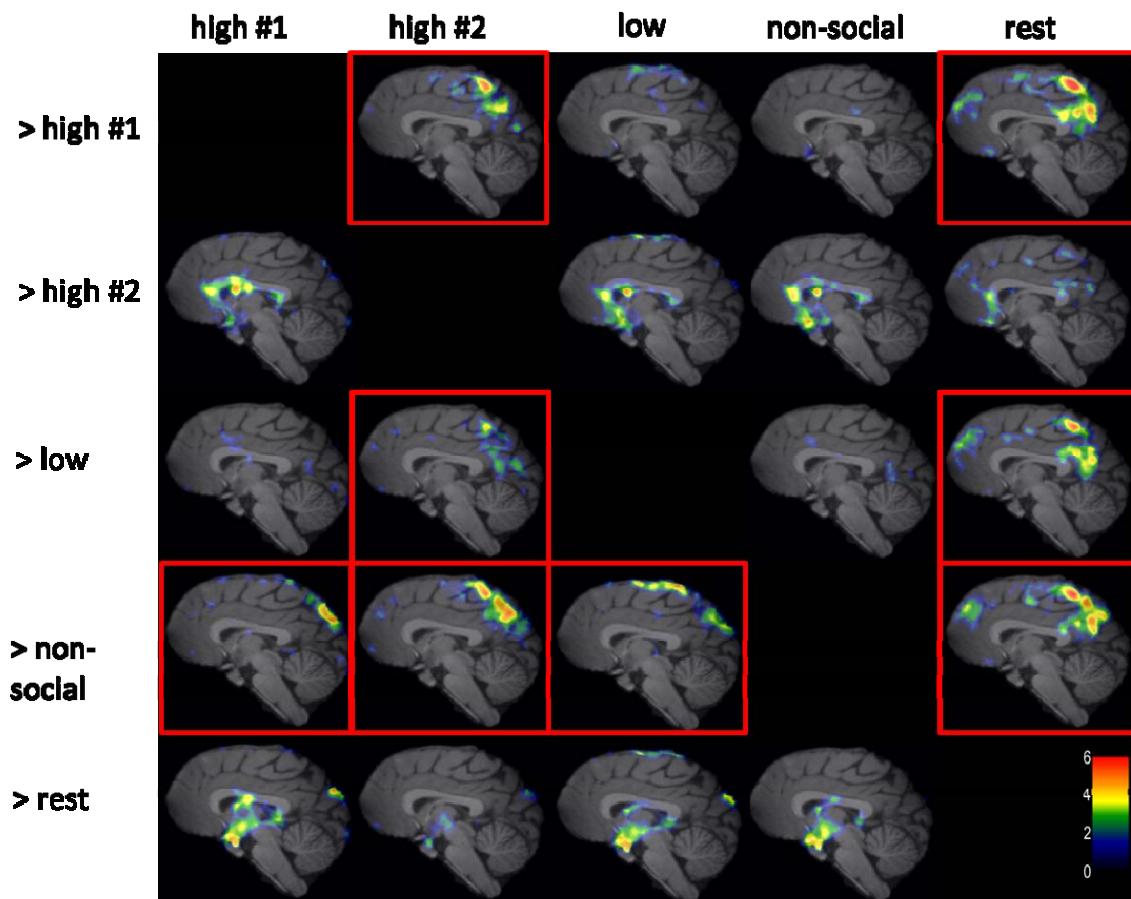 high #1 high #2 low non-social rest
> high #1
> high #2
> low
> non-
social
> rest
6
4
2
0